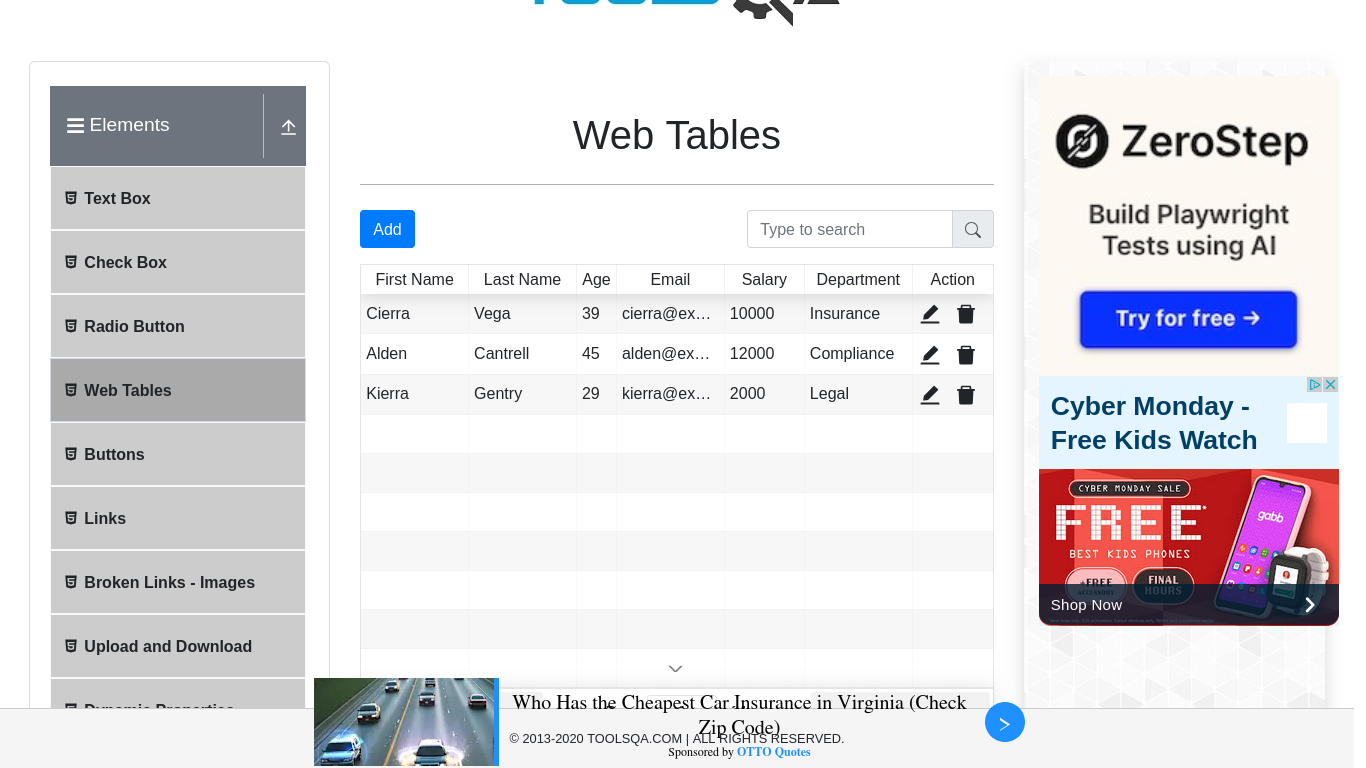 Elements
Text Box
Check Box
Radio Button
Web Tables
Buttons
Links
Broken Links - Images
Upload and Download
Dynamic Properties
Web Tables
Add
Type to search
First Name Last Name Age Email Salary Department Action
Cierra Vega 39 cierra@ex… 10000 Insurance
Alden Cantrell 45 alden@ex… 12000 Compliance
Kierra Gentry 29 kierra@ex… 2000 Legal
ZeroStep
Build Playwright
Tests using AI
Try for free →
Cyber Monday -
Free Kids Watch
CYBER MONDAY SALE
FREE*
BEST KIDS PHONES
+FREE
ACCESSORY
FINAL
HOURS
gabb
Shop Now
Who Has the Cheapest Car Insurance in Virginia (Check
Zip Code)
© 2013-2020 TOOLSQA.COM | ALL RIGHTS RESERVED.
Sponsored by OTTO Quotes